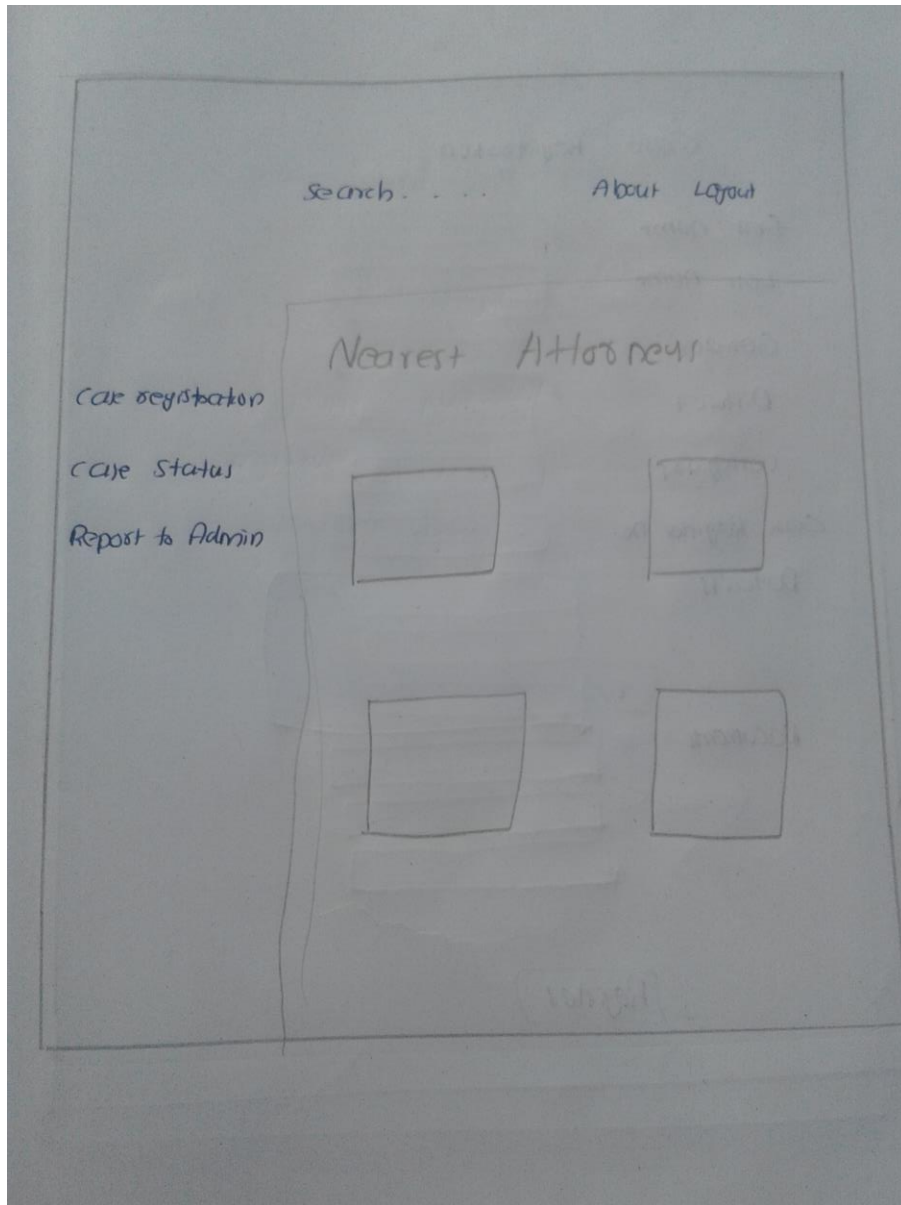 Search. . . . About Logout
Nearest Attorneys
Case registration
Case Status
Report to Admin